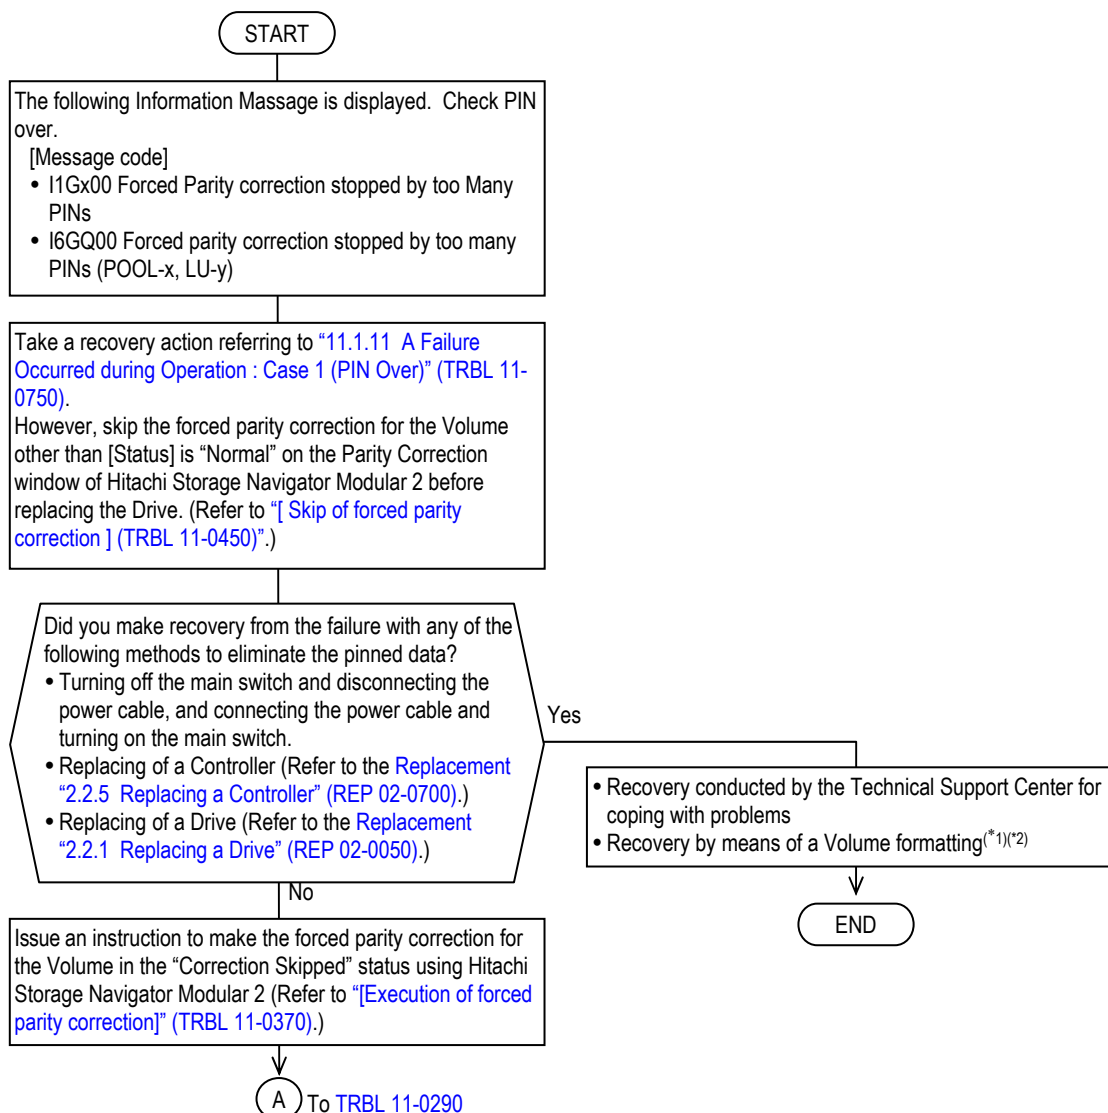 START
The following Information Massage is displayed.  Check PIN
over.
[Message code]
• I1Gx00 Forced Parity correction stopped by too Many
PINs
• I6GQ00 Forced parity correction stopped by too many
PINs (POOL-x, LU-y)
Take a recovery action referring to “11.1.11  A Failure
Occurred during Operation : Case 1 (PIN Over)” (TRBL 11-
0750).
However, skip the forced parity correction for the Volume
other than [Status] is “Normal” on the Parity Correction
window of Hitachi Storage Navigator Modular 2 before
replacing the Drive. (Refer to “[ Skip of forced parity
correction ] (TRBL 11-0450)”.)
Did you make recovery from the failure with any of the
following methods to eliminate the pinned data?
• Turning off the main switch and disconnecting the
power cable, and connecting the power cable and
turning on the main switch.
• Replacing of a Controller (Refer to the Replacement
“2.2.5  Replacing a Controller” (REP 02-0700).)
• Replacing of a Drive (Refer to the Replacement
“2.2.1  Replacing a Drive” (REP 02-0050).)
Yes
• Recovery conducted by the Technical Support Center for
coping with problems
• Recovery by means of a Volume formatting(*1)(*2)
END
No
Issue an instruction to make the forced parity correction for
the Volume in the “Correction Skipped” status using Hitachi
Storage Navigator Modular 2 (Refer to “[Execution of forced
parity correction]” (TRBL 11-0370).)
A To TRBL 11-0290